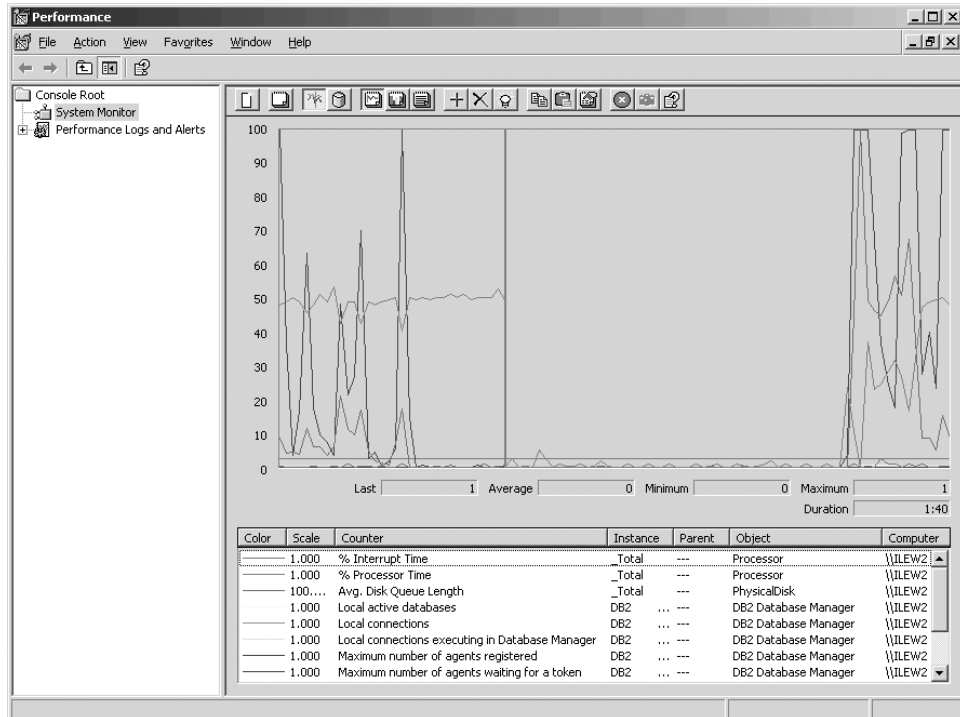 Performance
File Action View Favorites Window Help
Console Root
System Monitor
Performance Logs and Alerts
100
90
80
70
60
50
40
30
20
10
0
Last 1 Average 0 Minimum 0 Maximum 1
Duration 1:40
Color Scale Counter Instance Parent Object Computer
1.000 % Interrupt Time _Total --- Processor \\ILEW2
1.000 % Processor Time _Total --- Processor \\ILEW2
100.... Avg. Disk Queue Length _Total --- PhysicalDisk \\ILEW2
1.000 Local active databases DB2 ... --- DB2 Database Manager \\ILEW2
1.000 Local connections DB2 ... --- DB2 Database Manager \\ILEW2
1.000 Local connections executing in Database Manager DB2 ... --- DB2 Database Manager \\ILEW2
1.000 Maximum number of agents registered DB2 ... --- DB2 Database Manager \\ILEW2
1.000 Maximum number of agents waiting for a token DB2 ... --- DB2 Database Manager \\ILEW2